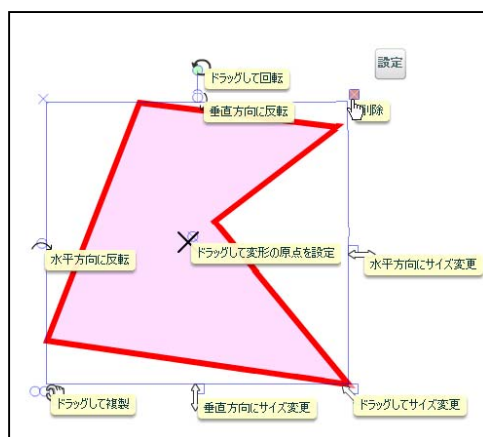 設定
ドラッグして回転
垂直方向に反転
削除
水平方向に反転
ドラッグして変形の原点を設定
水平方向にサイズ変更
ドラッグして複製
垂直方向にサイズ変更
ドラッグしてサイズ変更